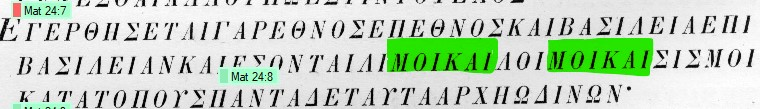 Mat 24:7
ΕΓΕΡΘΗΣΕΤΑΙΓΑΡΕΘΝΟΣΕΠΕΘΝΟΣΚΑΙΒΑΣΙΛΕΙΑΕΠΙ
ΒΑΣΙΛΕΙΑΝΚΑΙΕΣΟΝΤΑΙΛΙΜΟΙΚΑΙΛΟΙΜΟΙΚΑΙΣΙΣΜΟΙ
Mat 24:8
ΚΑΤΑΤΟΠΟΥΣΠΑΝΤΑΔΕΤΑΥΤΑΑΡΧΗΩΔΙΝΩΝ·